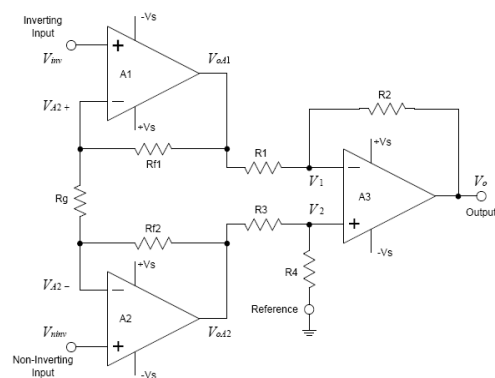 Inverting
Input
-Vs
Vinv
+
A1
VoA1
VA2 +
−
+Vs
Rf1
R1
R2
V1
−
+Vs
Vo
Rg
A3
Output
Rf2
R3
V2
+
R4
-Vs
VA2 −
−
+Vs
Reference
A2
VoA2
Vninv
+
Non-Inverting
Input
-Vs